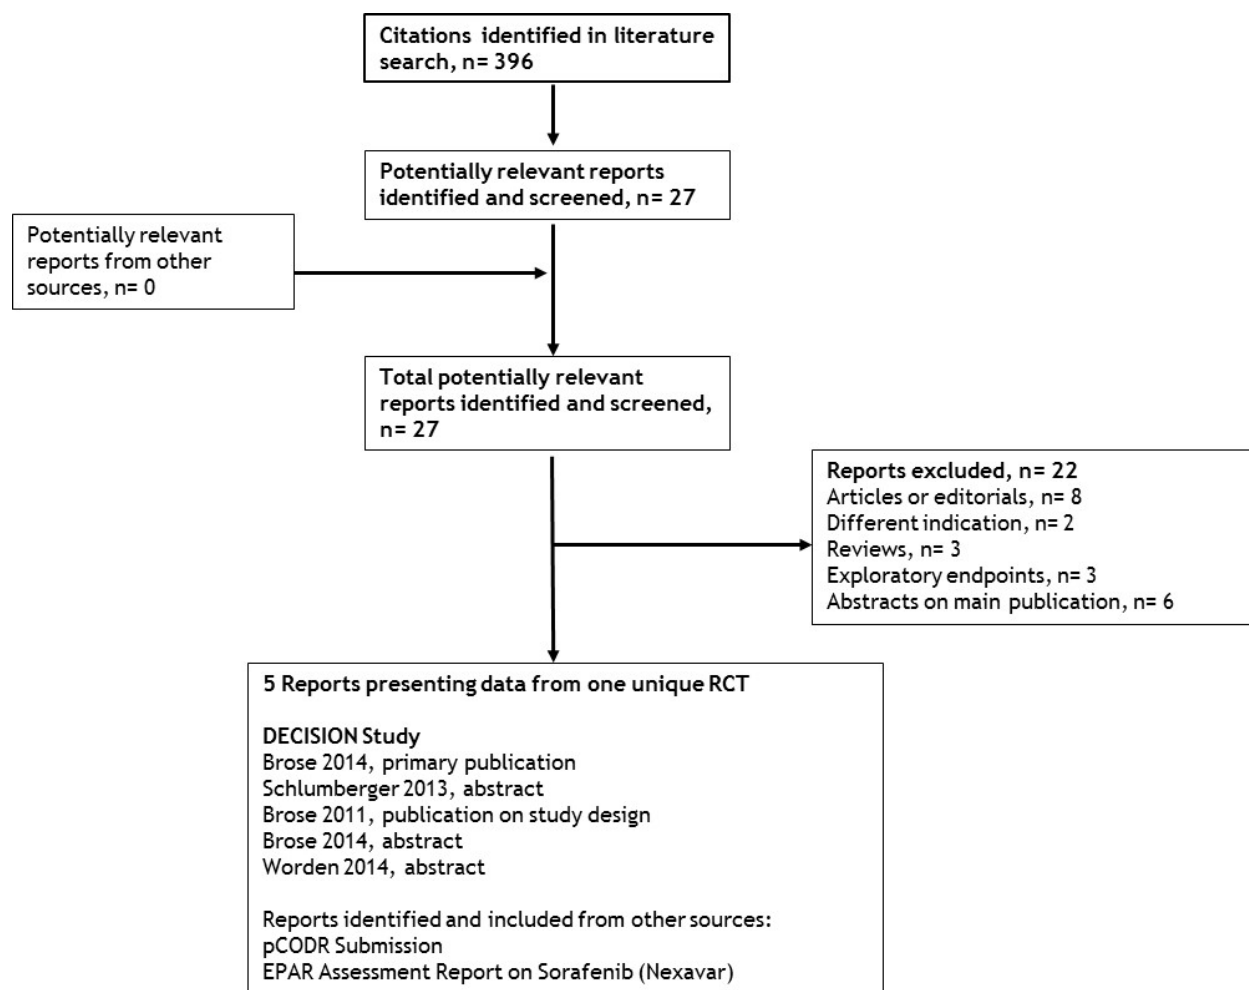 Citations identified in literature
search, n= 396
Potentially relevant reports
identified and screened, n= 27
Potentially relevant
reports from other
sources, n= 0
Total potentially relevant
reports identified and screened,
n= 27
Reports excluded, n= 22
Articles or editorials, n= 8
Different indication, n= 2
Reviews, n= 3
Exploratory endpoints, n= 3
Abstracts on main publication, n= 6
5 Reports presenting data from one unique RCT
DECISION Study
Brose 2014, primary publication
Schlumberger 2013, abstract
Brose 2011, publication on study design
Brose 2014, abstract
Worden 2014, abstract
Reports identified and included from other sources:
pCODR Submission
EPAR Assessment Report on Sorafenib (Nexavar)